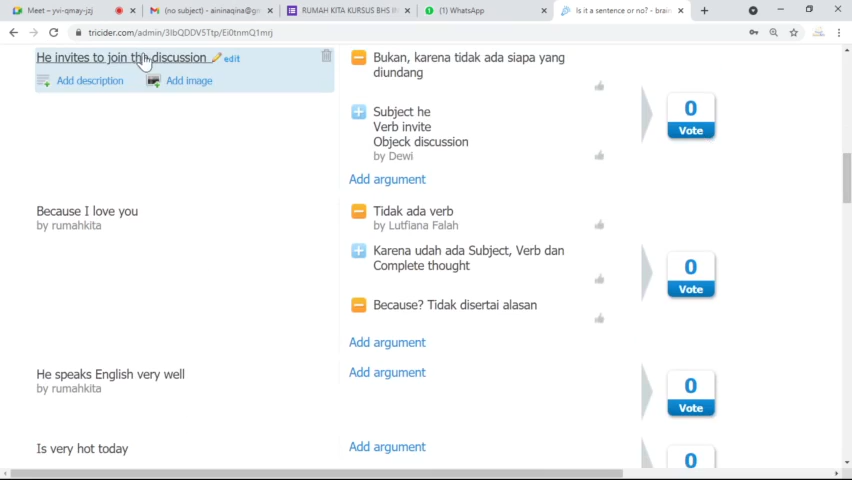 Meet – yvi-qmay-jzj
(no subject) - aininaqina@g
RUMAH KITA KURSUS BHS IN
(1) WhatsApp
Is it a sentence or no? - brain
tricider.com/admin/3IbQDDV5Ttp/Ei0tnmQ1mrj
He invites to join the discussion
edit
Add description
Add image
Bukan, karena tidak ada siapa yang
diundang
Subject he
Verb invite
Objeck discussion
by Dewi
Add argument
0
Vote
Because I love you
by rumahkita
Tidak ada verb
by Lutfiana Falah
Karena udah ada Subject, Verb dan
Complete thought
Because? Tidak disertai alasan
Add argument
0
Vote
He speaks English very well
by rumahkita
Add argument
0
Vote
Is very hot today
Add argument
0